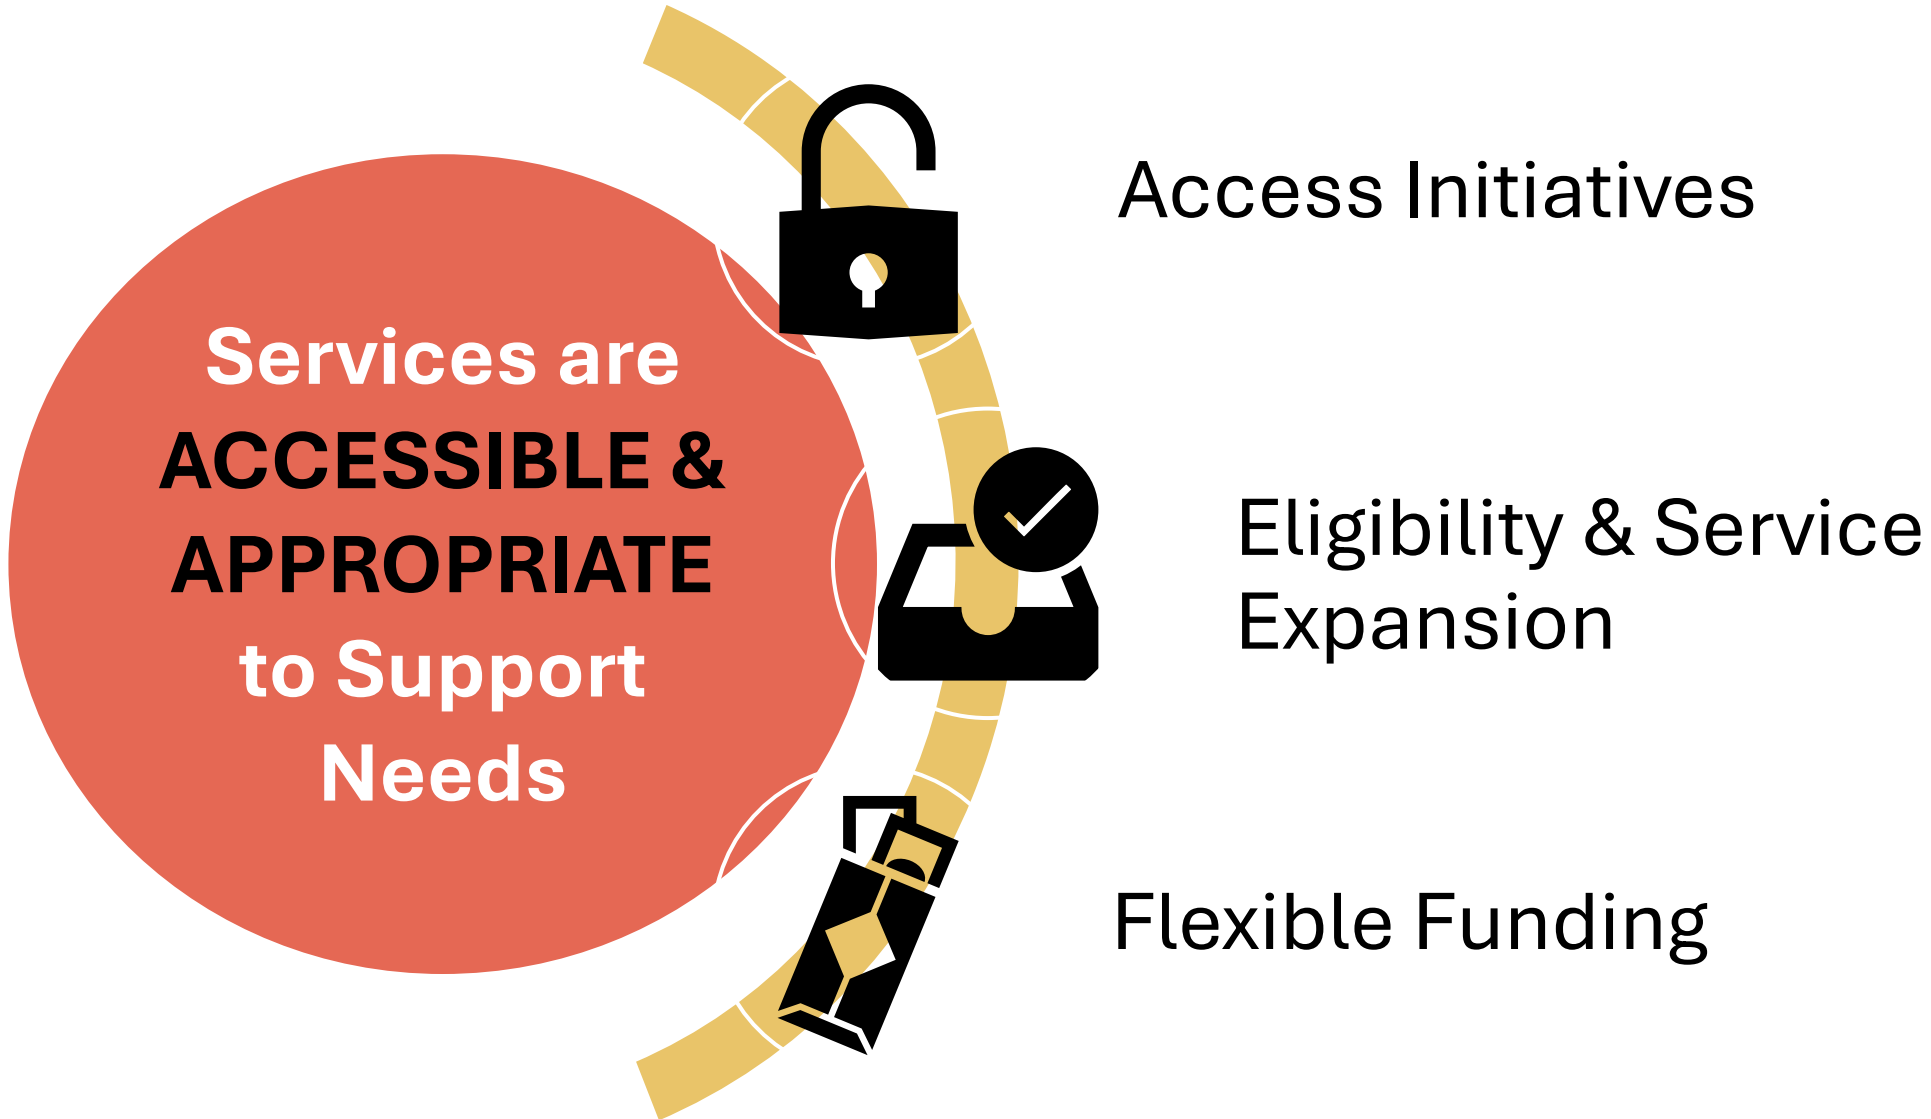 Services are
ACCESSIBLE &
APPROPRIATE
to Support
Needs
Access Initiatives
Eligibility & Service
Expansion
Flexible Funding